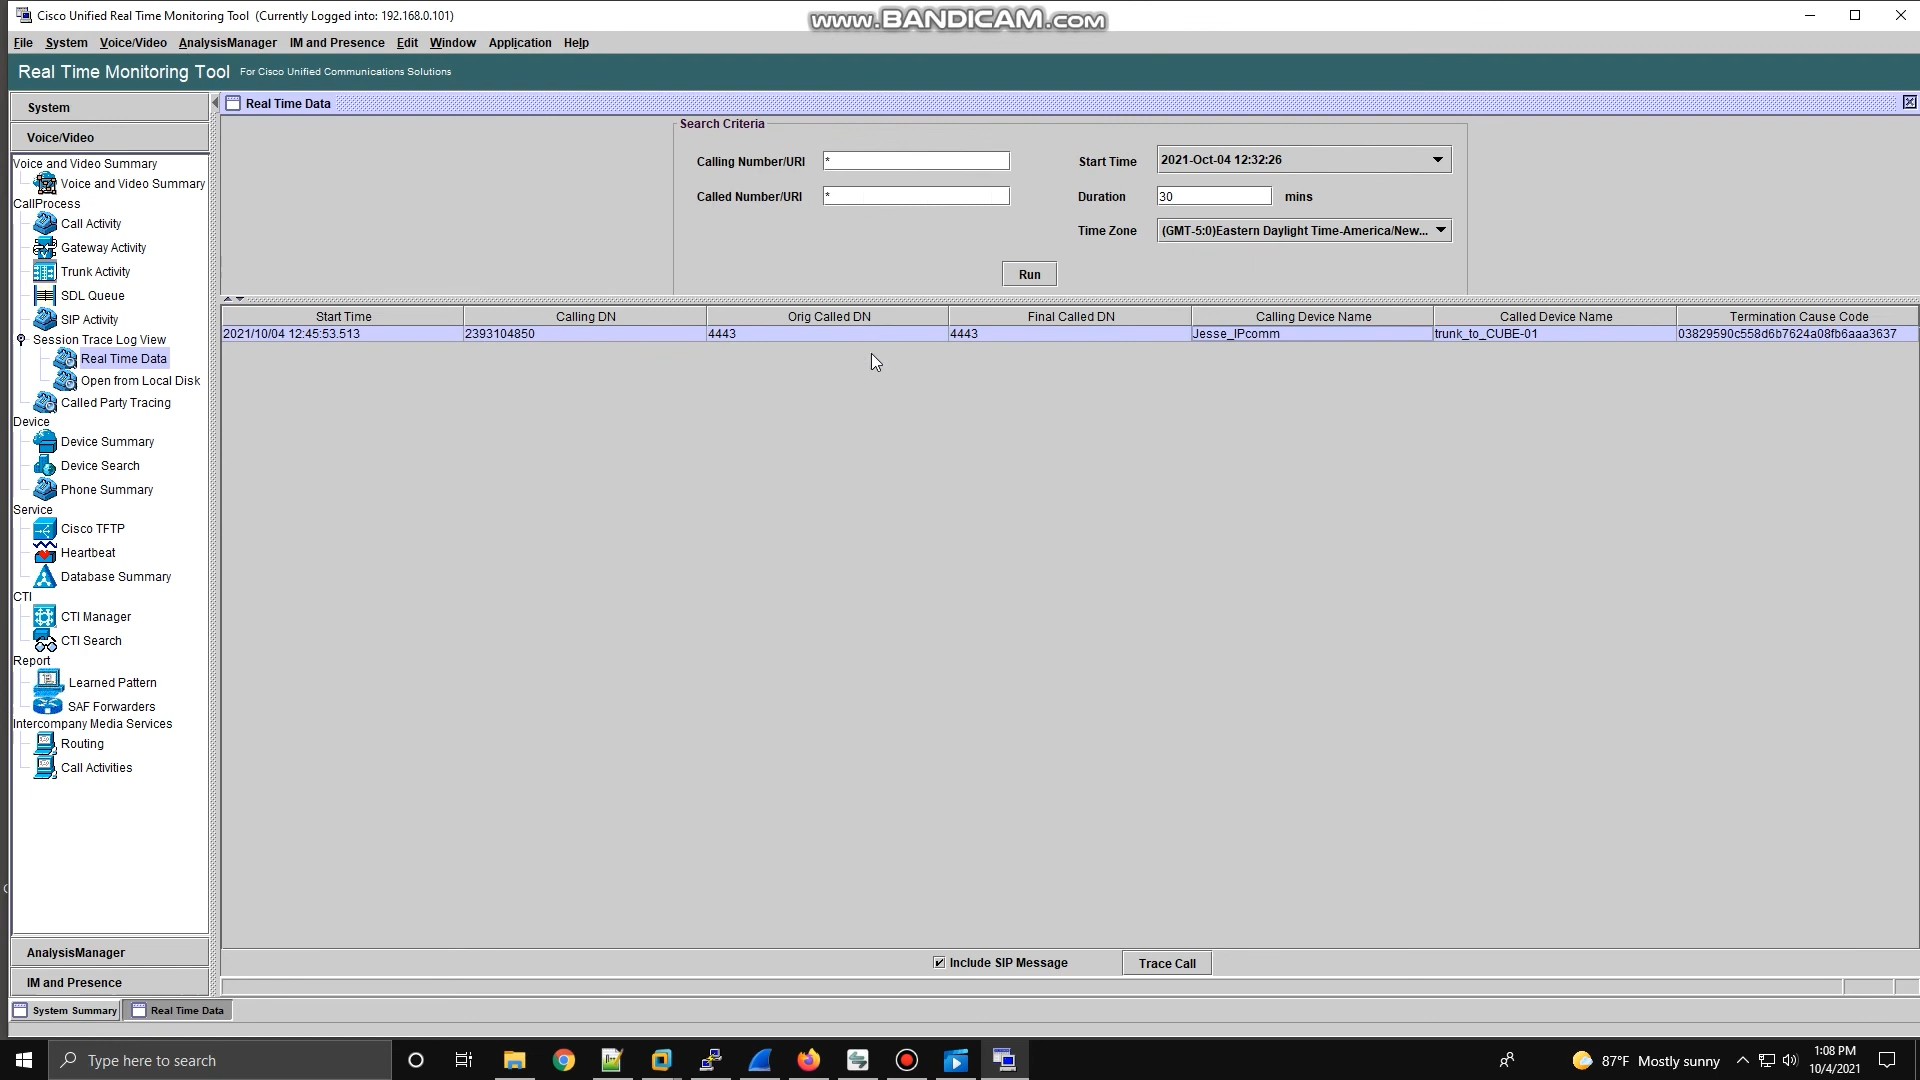 Cisco Unified Real Time Monitoring Tool (Currently Logged into: 192.168.0.101)
www.BANDICAM.com
File System Voice/Video AnalysisManager IM and Presence Edit Window Application Help
Real Time Monitoring Tool For Cisco Unified Communications Solutions
System
Voice/Video
Voice and Video Summary
Voice and Video Summary
CallProcess
Call Activity
Gateway Activity
Trunk Activity
SDL Queue
SIP Activity
Session Trace Log View
Real Time Data
Open from Local Disk
Called Party Tracing
Device
Device Summary
Device Search
Phone Summary
Service
Cisco TFTP
Heartbeat
Database Summary
CTI
CTI Manager
CTI Search
Report
Learned Pattern
SAF Forwarders
Intercompany Media Services
Routing
Call Activities
AnalysisManager
IM and Presence
Real Time Data
Search Criteria
Calling Number/URI * Start Time 2021-Oct-04 12:32:26
Called Number/URI * Duration 30 mins
Time Zone (GMT-5:0)Eastern Daylight Time-America/New...
Run
Start Time Calling DN Orig Called DN Final Called DN Calling Device Name Called Device Name Termination Cause Code
2021/10/04 12:45:53.513 2393104850 4443 4443 Jesse_IPcomm trunk_to_CUBE-01 03829590c558d6b7624a08fb6aaa3637
Include SIP Message Trace Call
System Summary Real Time Data
Type here to search
87°F Mostly sunny
1:08 PM
10/4/2021